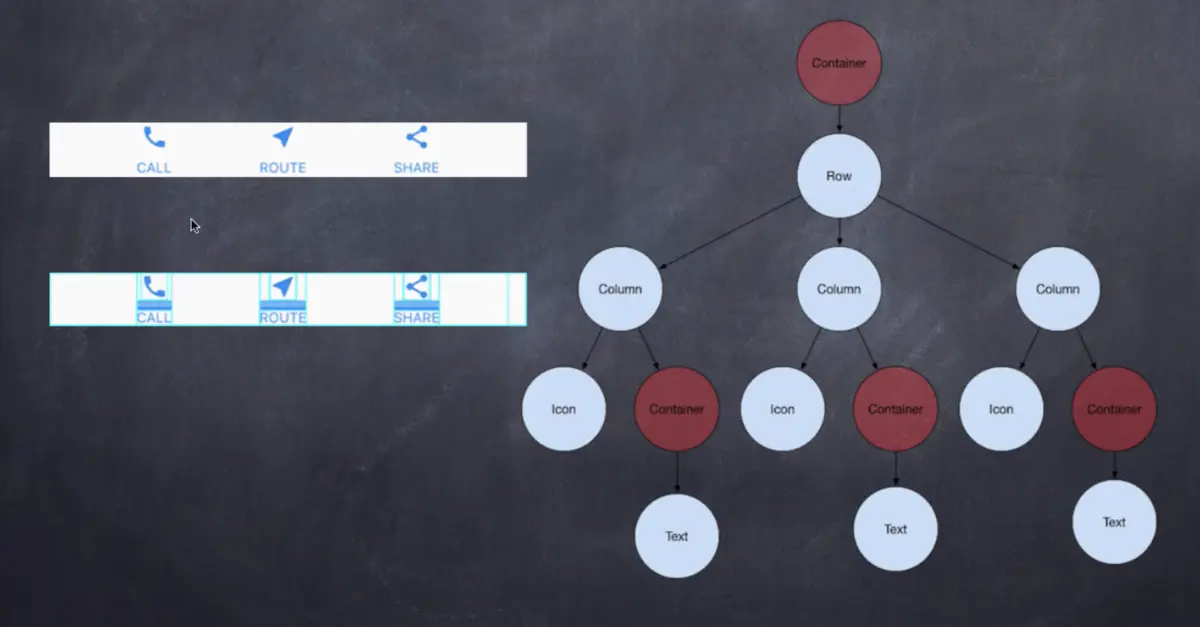 CALL ROUTE SHARE
CALL ROUTE SHARE
Container
Row
Column Column Column
Icon Container Icon Container Icon Container
Text Text Text